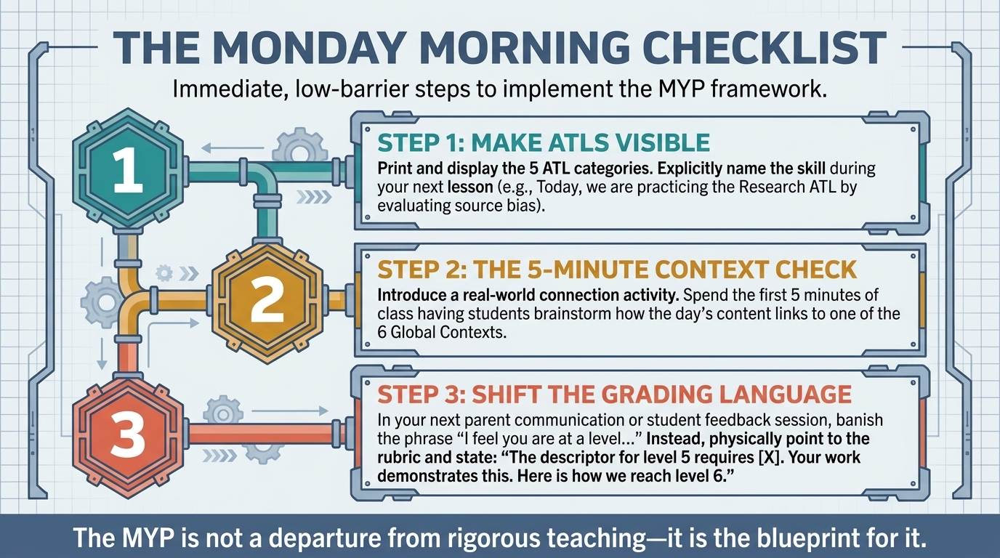 THE MONDAY MORNING CHECKLIST
Immediate, low-barrier steps to implement the MYP framework.
1
STEP 1: MAKE ATLS VISIBLE
Print and display the 5 ATL categories. Explicitly name the skill during
your next lesson (e.g., Today, we are practicing the Research ATL by
evaluating source bias).
2
STEP 2: THE 5-MINUTE CONTEXT CHECK
Introduce a real-world connection activity. Spend the first 5 minutes of
class having students brainstorm how the day's content links to one of the
6 Global Contexts.
3
STEP 3: SHIFT THE GRADING LANGUAGE
In your next parent communication or student feedback session, banish
the phrase “I feel you are at a level...” Instead, physically point to the
rubric and state: “The descriptor for level 5 requires [X]. Your work
demonstrates this. Here is how we reach level 6.”
The MYP is not a departure from rigorous teaching—it is the blueprint for it.